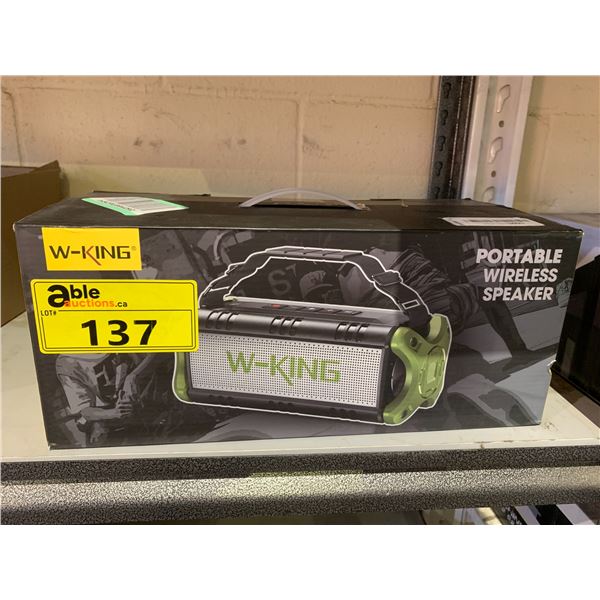 W-KING®
able
auctions.ca
LOT#
137
W-KING
PORTABLE
WIRELESS
SPEAKER